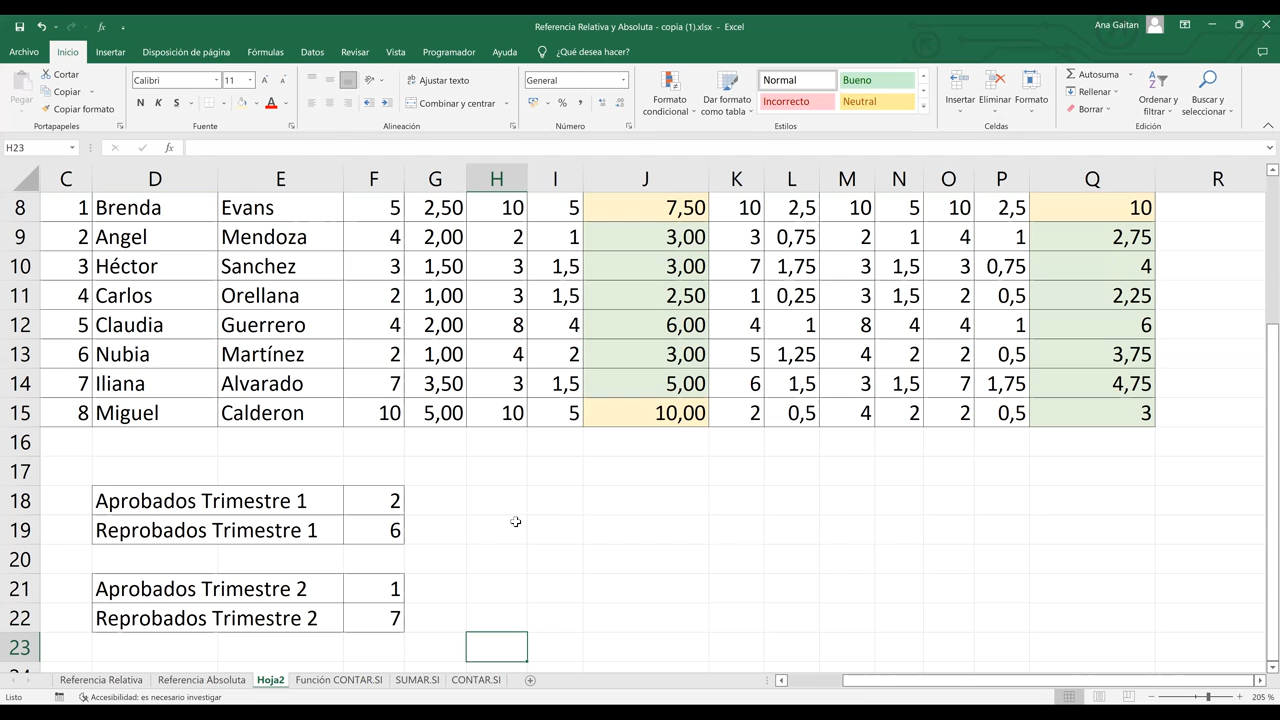 Referencia Relativa y Absoluta - copia (1).xlsx - Excel
Ana Gaitan
Archivo Inicio Insertar Disposición de página Fórmulas Datos Revisar Vista Programador Ayuda ¿Qué desea hacer?
Pegar Cortar Copiar Copiar formato
Calibri 11 A A
N K S A
Ajustar texto
Combinar y centrar
General
% 
Formato condicional
Dar formato como tabla
Normal Bueno
Incorrecto Neutral
Insertar Eliminar Formato
Autosuma
Rellenar
Borrar
Ordenar y filtrar
Buscar y seleccionar
Portapapeles Fuente Alineación Número Estilos Celdas Edición
H23 fx
C D E F G H I J K L M N O P Q R
8 1 Brenda Evans 5 2,50 10 5 7,50 10 2,5 10 5 10 2,5 10
9 2 Angel Mendoza 4 2,00 2 1 3,00 3 0,75 2 1 4 1 2,75
10 3 Héctor Sanchez 3 1,50 3 1,5 3,00 7 1,75 3 1,5 3 0,75 4
11 4 Carlos Orellana 2 1,00 3 1,5 2,50 1 0,25 3 1,5 2 0,5 2,25
12 5 Claudia Guerrero 4 2,00 8 4 6,00 4 1 8 4 4 1 6
13 6 Nubia Martínez 2 1,00 4 2 3,00 5 1,25 4 2 2 0,5 3,75
14 7 Iliana Alvarado 7 3,50 3 1,5 5,00 6 1,5 3 1,5 7 1,75 4,75
15 8 Miguel Calderon 10 5,00 10 5 10,00 2 0,5 4 2 2 0,5 3
16
17
18 Aprobados Trimestre 1 2
19 Reprobados Trimestre 1 6
20
21 Aprobados Trimestre 2 1
22 Reprobados Trimestre 2 7
23
Referencia Relativa Referencia Absoluta Hoja2 Función CONTAR.SI SUMAR.SI CONTAR.SI
Listo Accesibilidad: es necesario investigar 205 %